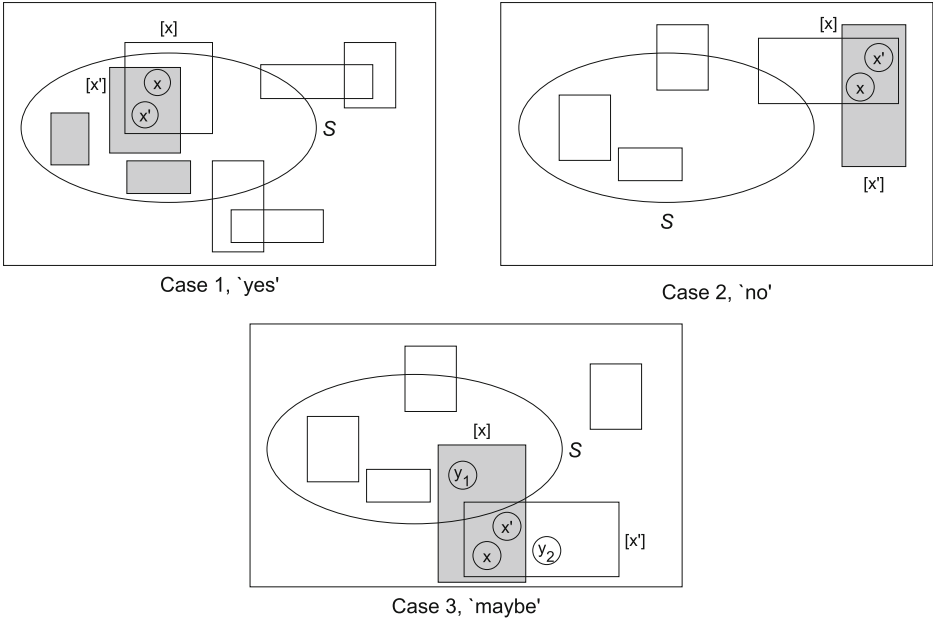 [x]
[x']
x
x'
S
Case 1, `yes'
[x]
x'
x
[x']
S
Case 2, `no'
[x]
S
y1
x'
[x']
x
y2
Case 3, `maybe'